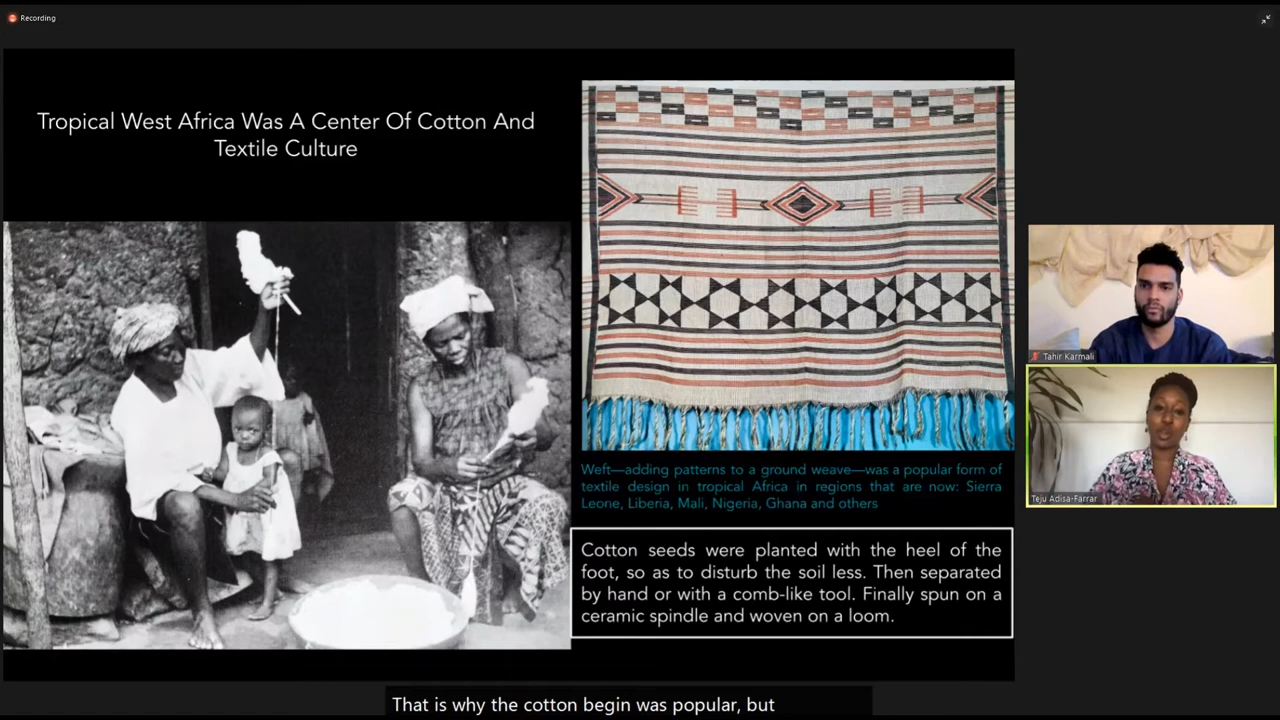 Recording
Tropical West Africa Was A Center Of Cotton And
Textile Culture
Weft—adding patterns to a ground weave—was a popular form of
textile design in tropical Africa in regions that are now: Sierra
Leone, Liberia, Mali, Nigeria, Ghana and others
Cotton seeds were planted with the heel of the
foot, so as to disturb the soil less. Then separated
by hand or with a comb-like tool. Finally spun on a
ceramic spindle and woven on a loom.
Tahir Karmali
Teju Adisa-Farrar
That is why the cotton begin was popular, but